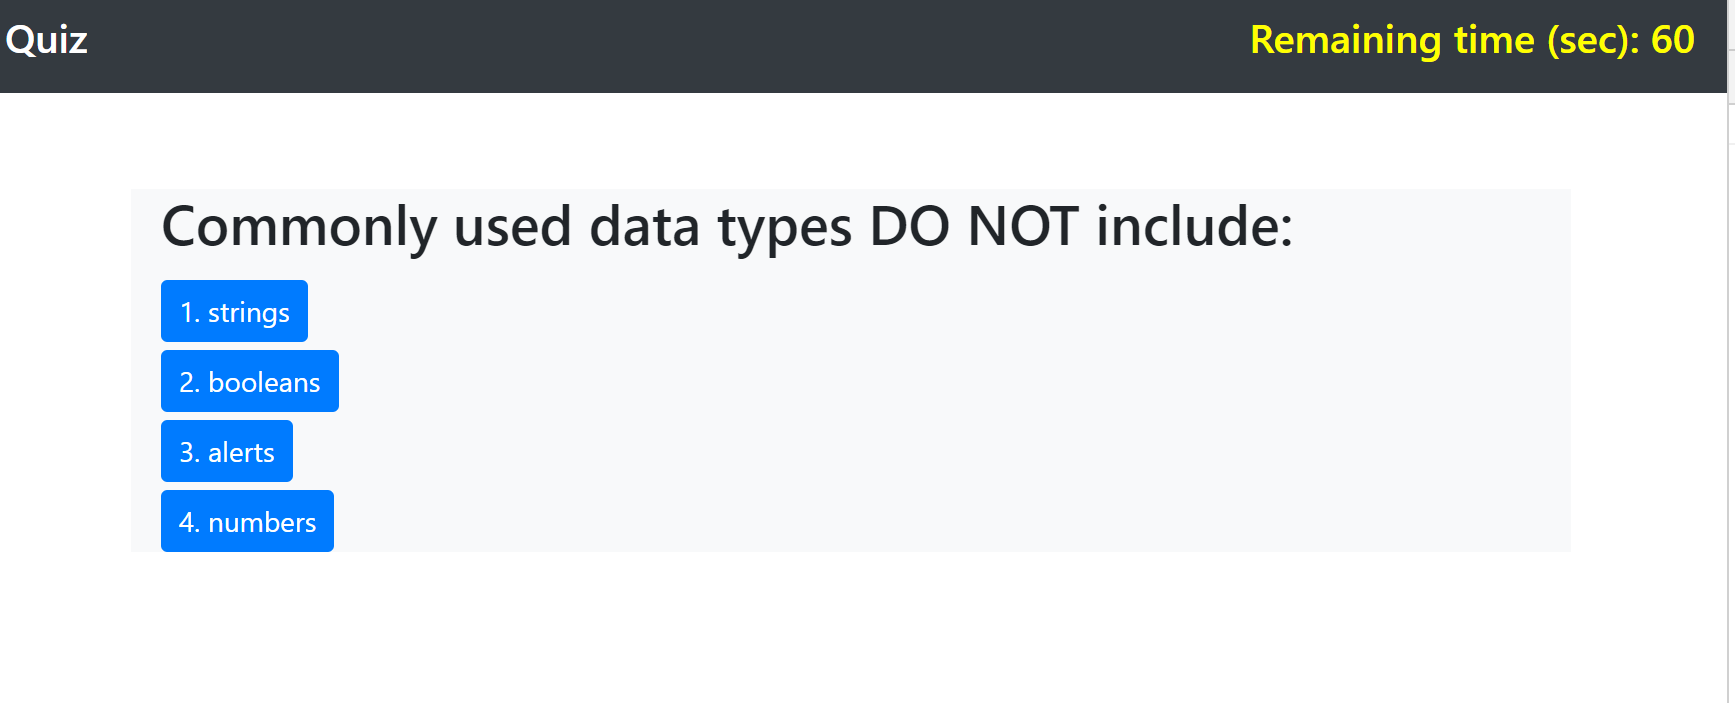 Quiz
Remaining time (sec): 60
Commonly used data types DO NOT include:
1. strings
2. booleans
3. alerts
4. numbers